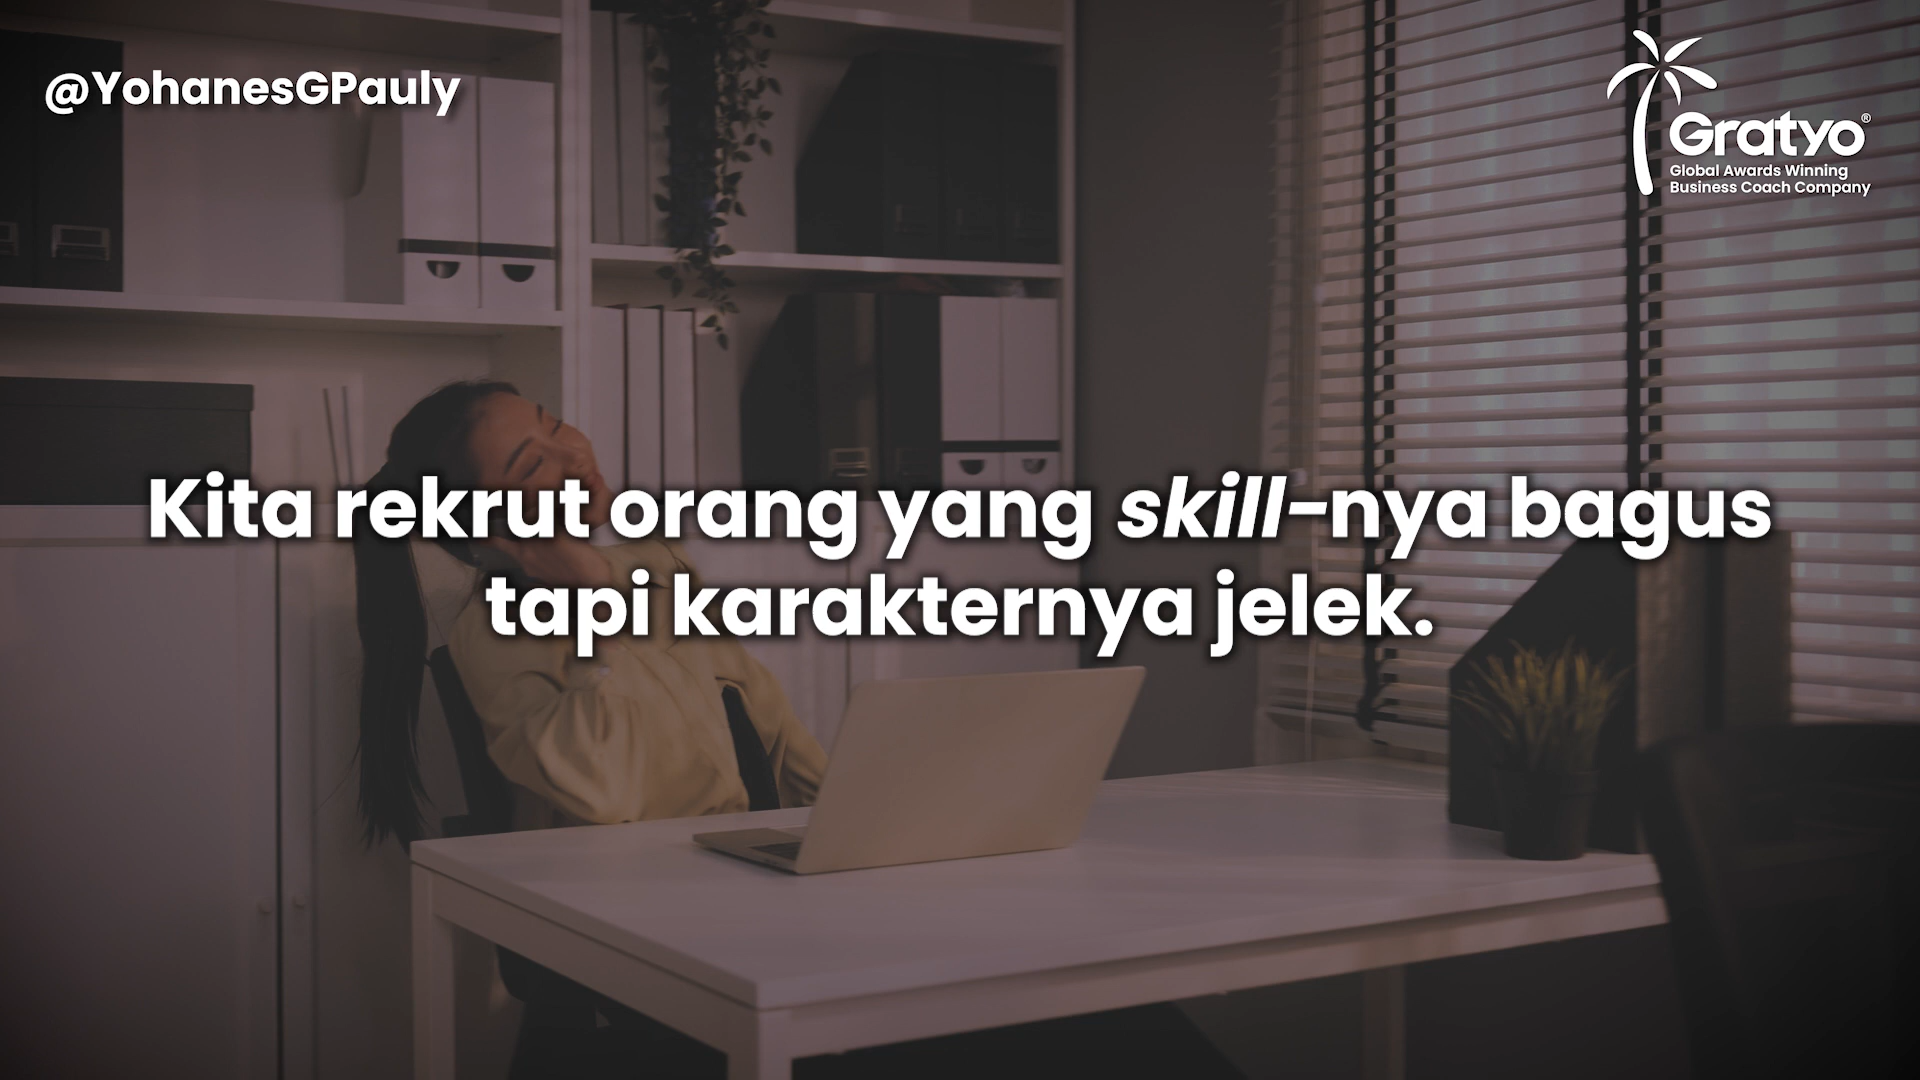 @YohanesGPauly
Gratyo®
Global Awards Winning
Business Coach Company
Kita rekrut orang yang skill-nya bagus
tapi karakternya jelek.